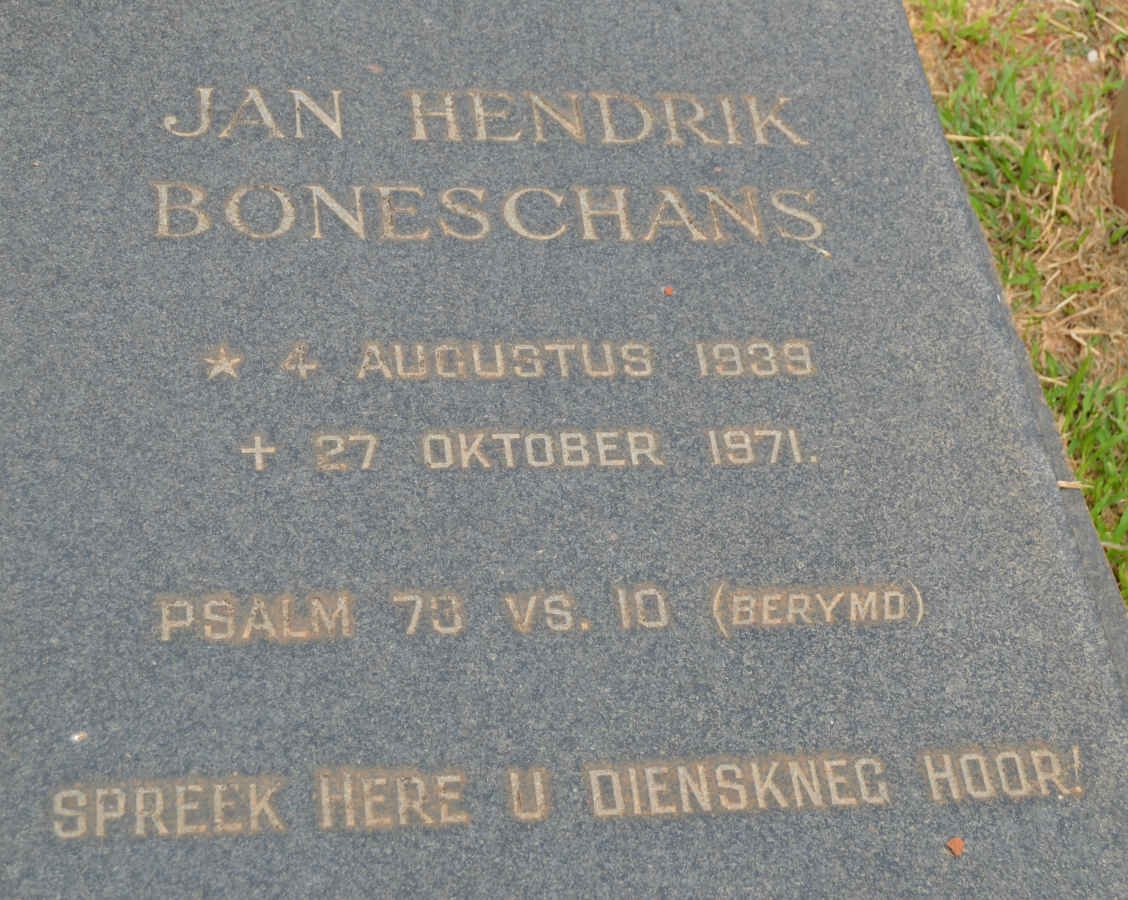 JAN HENDRIK
BONESCHANS
★ 4 AUGUSTUS 1939
+ 27 OKTOBER 1971.
PSALM 73 VS. 10 (BERYMD)
SPREEK HERE U DIENSKNEG HOOR!